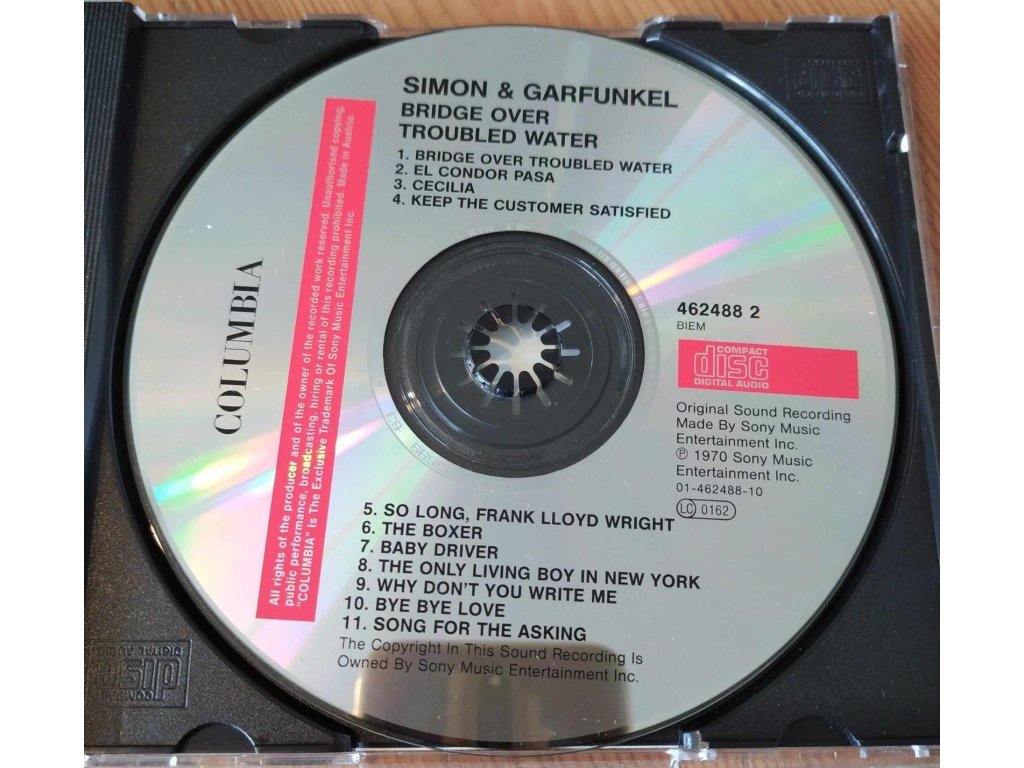 SIMON & GARFUNKEL
BRIDGE OVER
TROUBLED WATER
1. BRIDGE OVER TROUBLED WATER
2. EL CONDOR PASA
3. CECILIA
4. KEEP THE CUSTOMER SATISFIED
COLUMBIA
All rights of the producer and of the owner of the recorded work reserved. Unauthorised copying,
public performance, broadcasting, hiring or rental of this recording prohibited. Made in Austria.
"COLUMBIA" Is The Exclusive Trademark Of Sony Music Entertainment Inc.
462488 2
BIEM
COMPACT
disc
DIGITAL AUDIO
Original Sound Recording
Made By Sony Music
Entertainment Inc.
℗ 1970 Sony Music
Entertainment Inc.
01-462488-10
LC 0162
5. SO LONG, FRANK LLOYD WRIGHT
6. THE BOXER
7. BABY DRIVER
8. THE ONLY LIVING BOY IN NEW YORK
9. WHY DON'T YOU WRITE ME
10. BYE BYE LOVE
11. SONG FOR THE ASKING
The Copyright In This Sound Recording Is
Owned By Sony Music Entertainment Inc.
COMPACT
disc
DIGITAL AUDIO